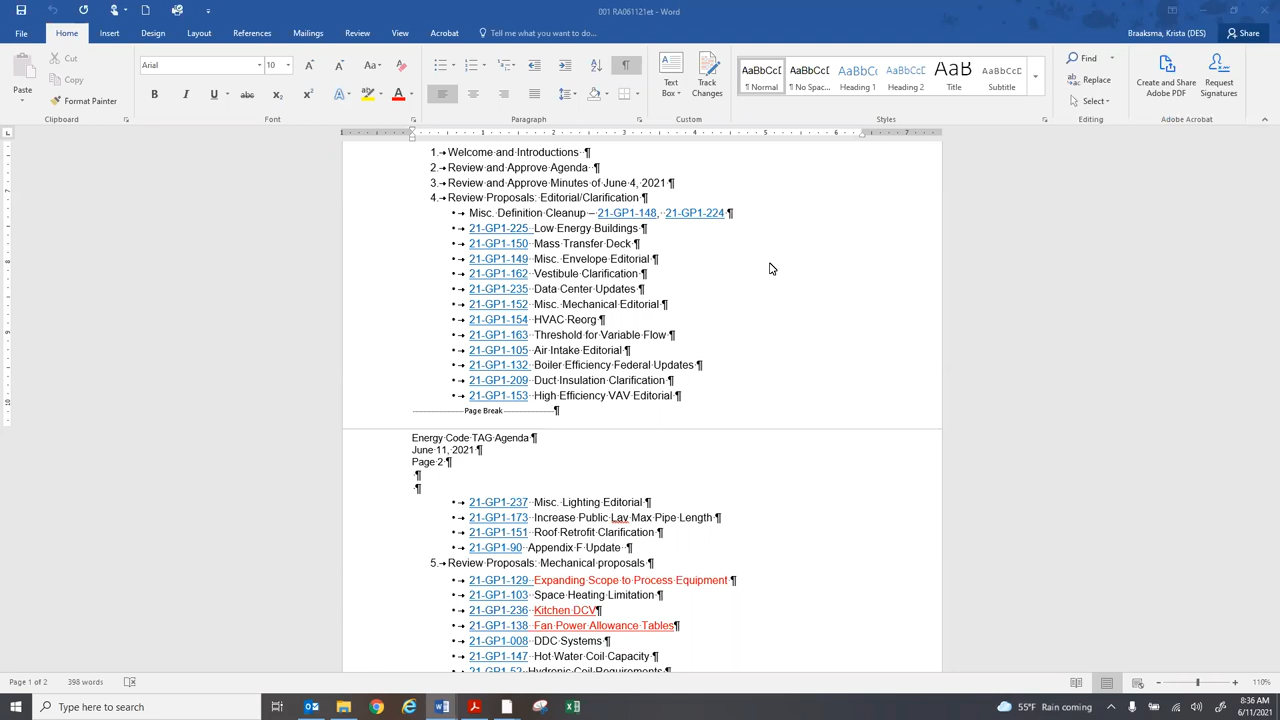 001 RA061121et - Word
Braaksma, Krista (DES)
File Home Insert Design Layout References Mailings Review View Acrobat Tell me what you want to do... Share
Cut
Copy
Paste
Format Painter
Clipboard
Arial 10
Font
Paragraph
Text Box
Track Changes
Custom
AaBbCcD AaBbCcD AaBbCc AaBbCcD AaB AaBbCcD
¶ Normal ¶ No Spac... Heading 1 Heading 2 Title Subtitle
Styles
Find
Replace
Select
Editing
Create and Share Adobe PDF
Request Signatures
Adobe Acrobat
1. Welcome and Introductions ¶
2. Review and Approve Agenda ¶
3. Review and Approve Minutes of June 4, 2021 ¶
4. Review Proposals: Editorial/Clarification ¶
• Misc. Definition Cleanup – 21-GP1-148, 21-GP1-224 ¶
• 21-GP1-225 Low Energy Buildings ¶
• 21-GP1-150 Mass Transfer Deck ¶
• 21-GP1-149 Misc. Envelope Editorial ¶
• 21-GP1-162 Vestibule Clarification ¶
• 21-GP1-235 Data Center Updates ¶
• 21-GP1-152 Misc. Mechanical Editorial ¶
• 21-GP1-154 HVAC Reorg ¶
• 21-GP1-163 Threshold for Variable Flow ¶
• 21-GP1-105 Air Intake Editorial ¶
• 21-GP1-132 Boiler Efficiency Federal Updates ¶
• 21-GP1-209 Duct Insulation Clarification ¶
• 21-GP1-153 High Efficiency VAV Editorial ¶
Page Break ¶
Energy Code TAG Agenda ¶
June 11, 2021 ¶
Page 2 ¶
¶
¶
• 21-GP1-237 Misc. Lighting Editorial ¶
• 21-GP1-173 Increase Public Lav Max Pipe Length ¶
• 21-GP1-151 Roof Retrofit Clarification ¶
• 21-GP1-90 Appendix F Update ¶
5. Review Proposals: Mechanical proposals ¶
• 21-GP1-129 Expanding Scope to Process Equipment ¶
• 21-GP1-103 Space Heating Limitation ¶
• 21-GP1-236 Kitchen DCV¶
• 21-GP1-138 Fan Power Allowance Tables¶
• 21-GP1-008 DDC Systems ¶
• 21-GP1-147 Hot Water Coil Capacity ¶
• 21-GP1-52 Hydronic Coil Requirements ¶
Page 1 of 2 398 words 110%
Type here to search
55°F Rain coming
8:36 AM
6/11/2021